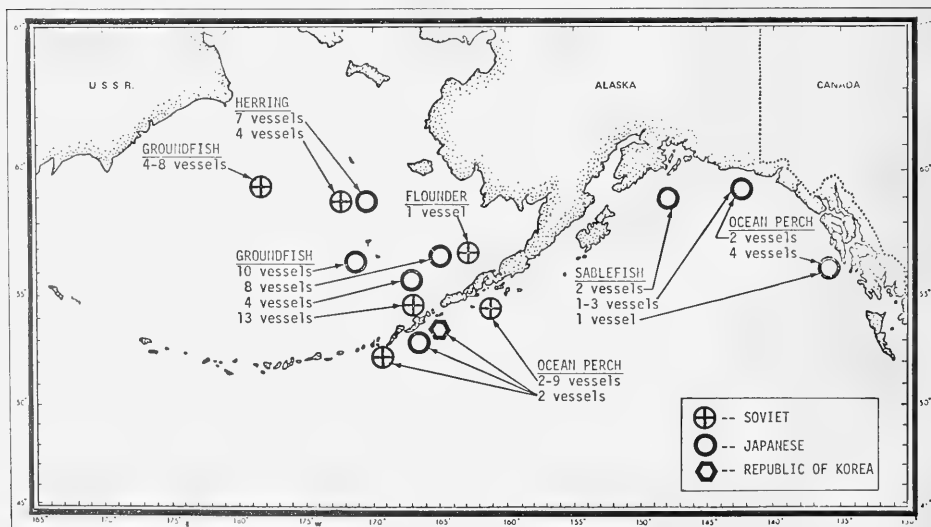 U.S.S.R.
ALASKA
CANADA
HERRING
7 vessels
4 vessels
GROUNDFISH
4-8 vessels
FLOUNDER
1 vessel
GROUNDFISH
10 vessels
8 vessels
4 vessels
13 vessels
OCEAN PERCH
2 vessels
4 vessels
SABLEFISH
2 vessels
1-3 vessels
1 vessel
OCEAN PERCH
2-9 vessels
2 vessels
-- SOVIET
-- JAPANESE
-- REPUBLIC OF KOREA
60°
55°
50°
45°
55°
50°
45°
165° 180° 175° W 170° 165° 160° 155° 150° 145° 140° 135°